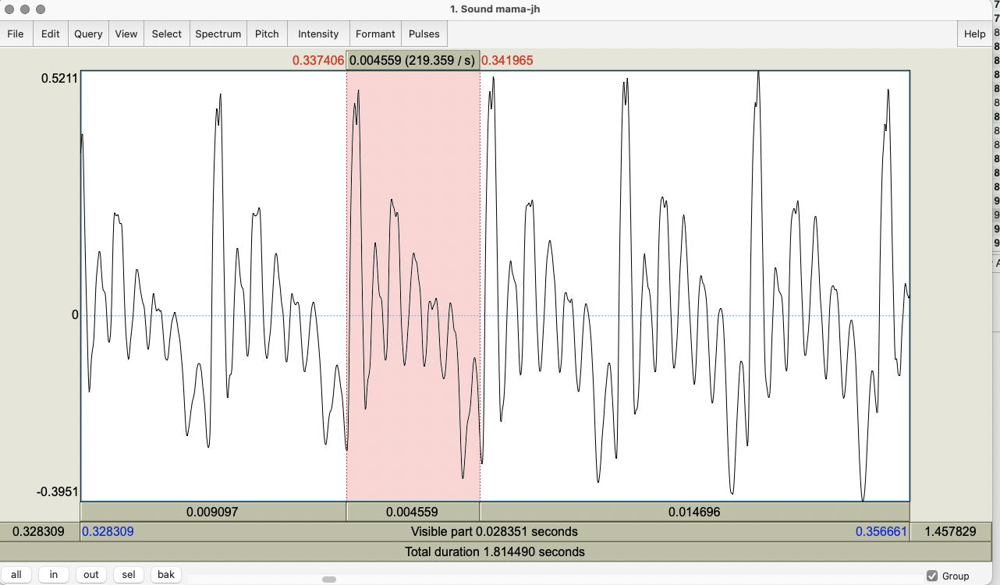 1. Sound mama-jh
File Edit Query View Select Spectrum Pitch Intensity Formant Pulses Help
0.337406 0.004559 (219.359 / s) 0.341965
0.5211
0
-0.3951
0.009097 0.004559 0.014696
0.328309 0.328309 Visible part 0.028351 seconds 0.356661 1.457829
Total duration 1.814490 seconds
all in out sel bak Group